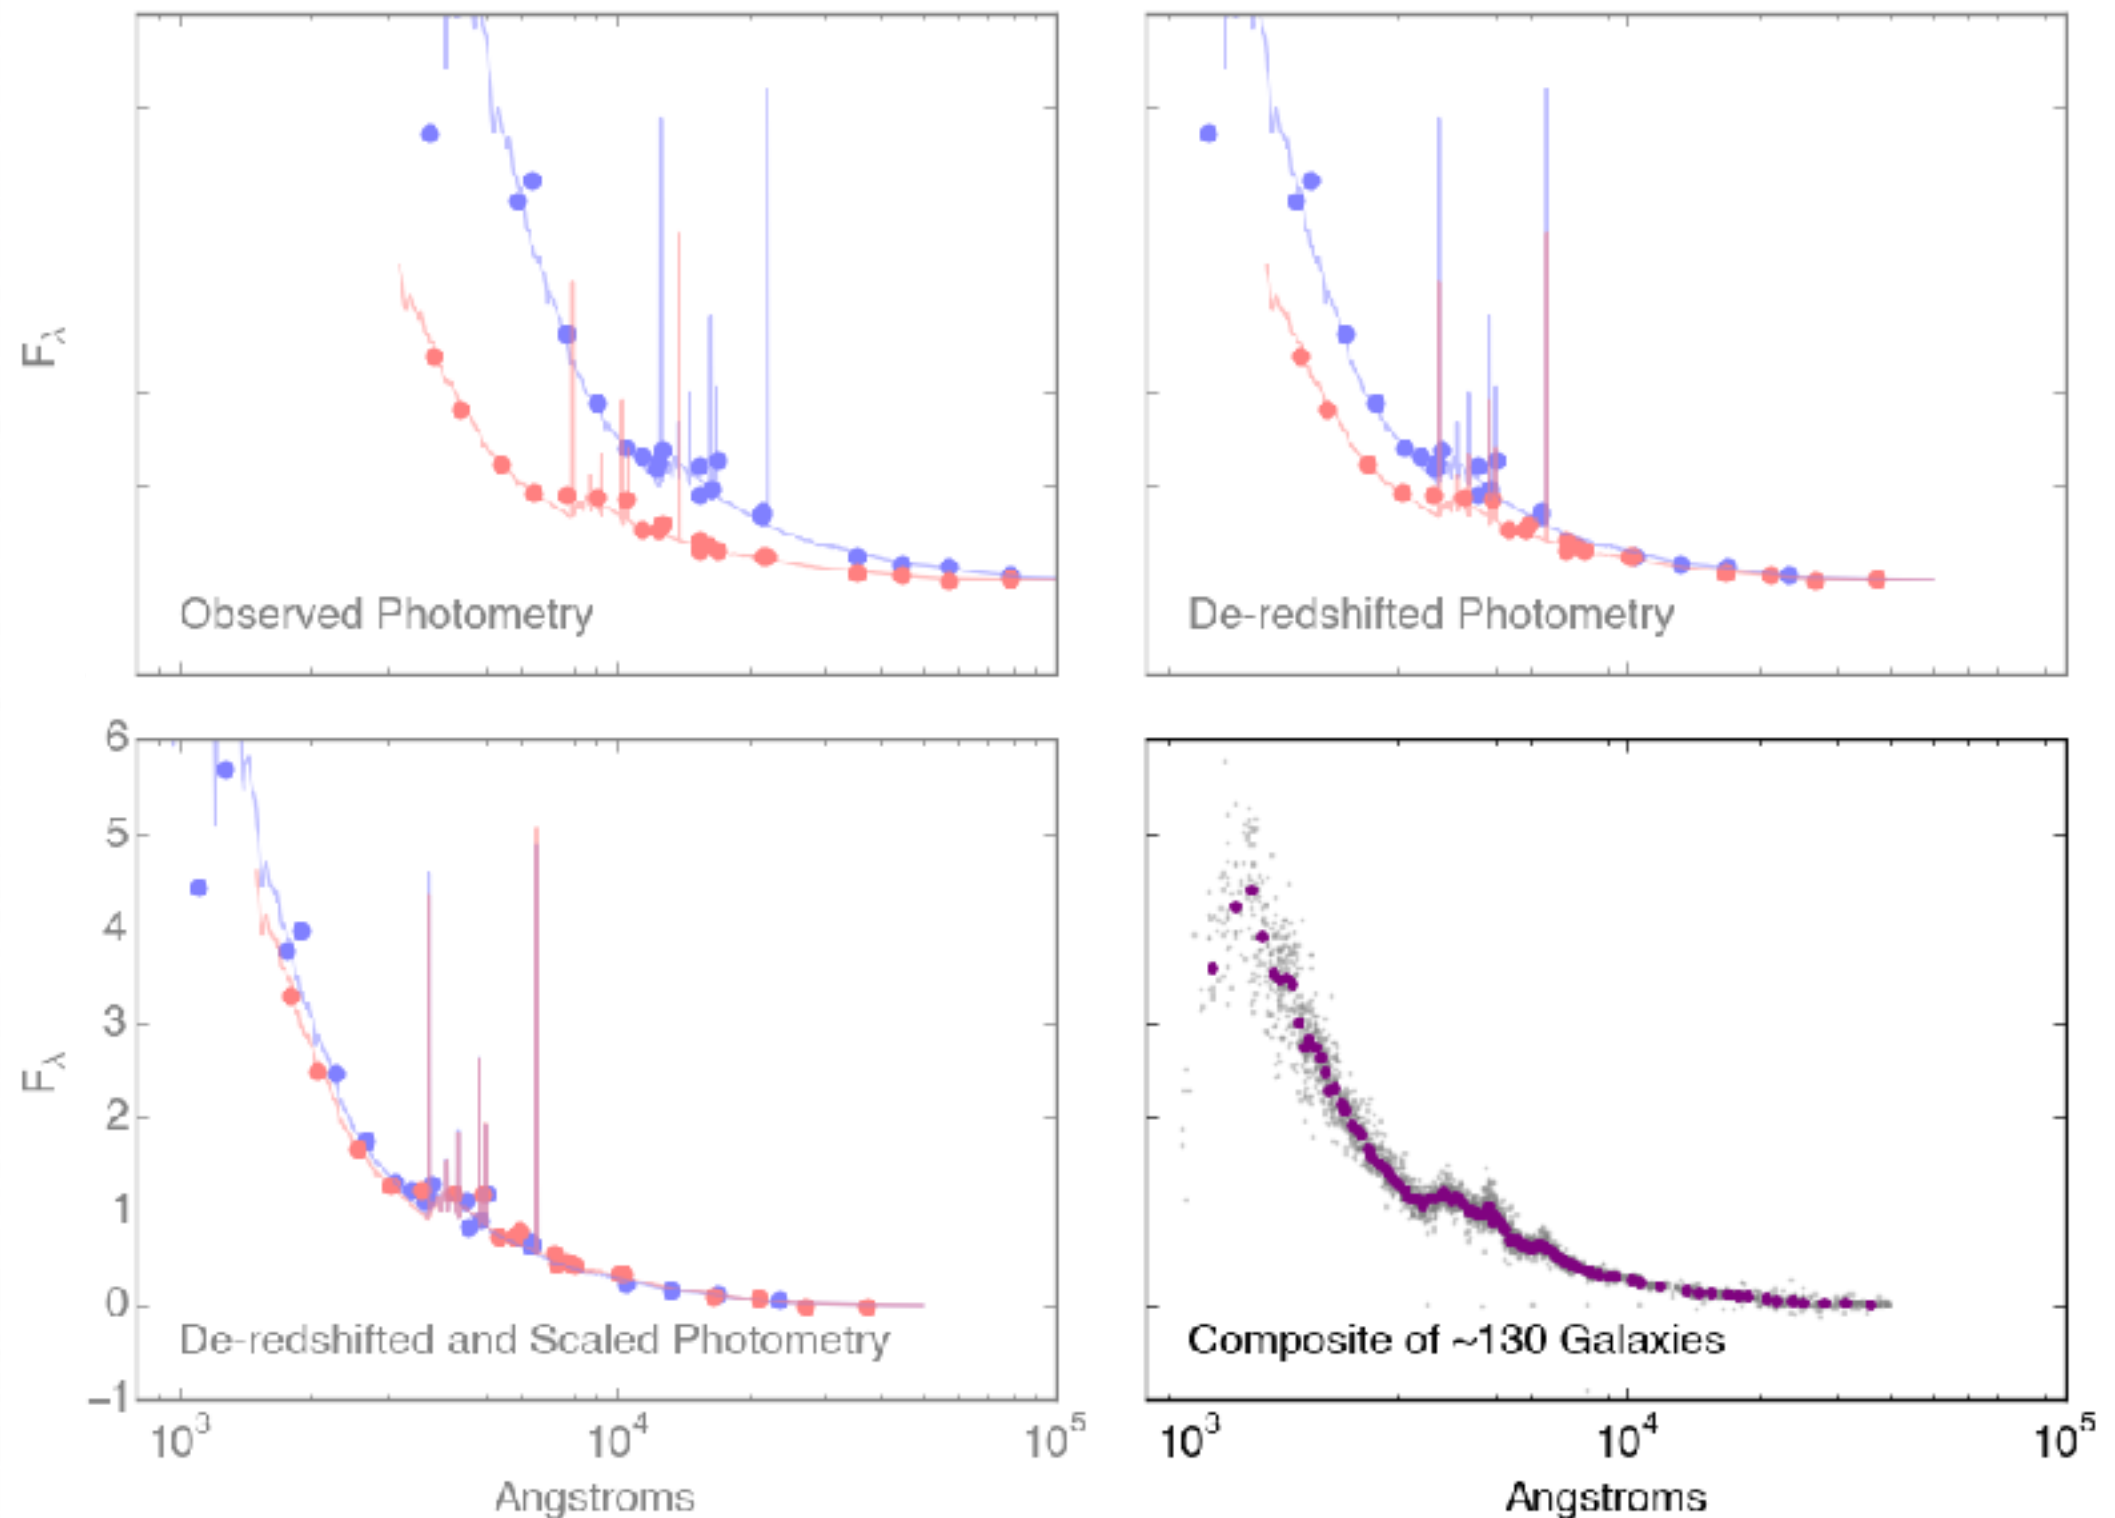 Fλ
Observed Photometry
De-redshifted Photometry
6
5
4
3
2
1
0
−1
Fλ
De-redshifted and Scaled Photometry
Composite of ~130 Galaxies
10³
10⁴
10⁵
10³
10⁴
10⁵
Angstroms
Angstroms